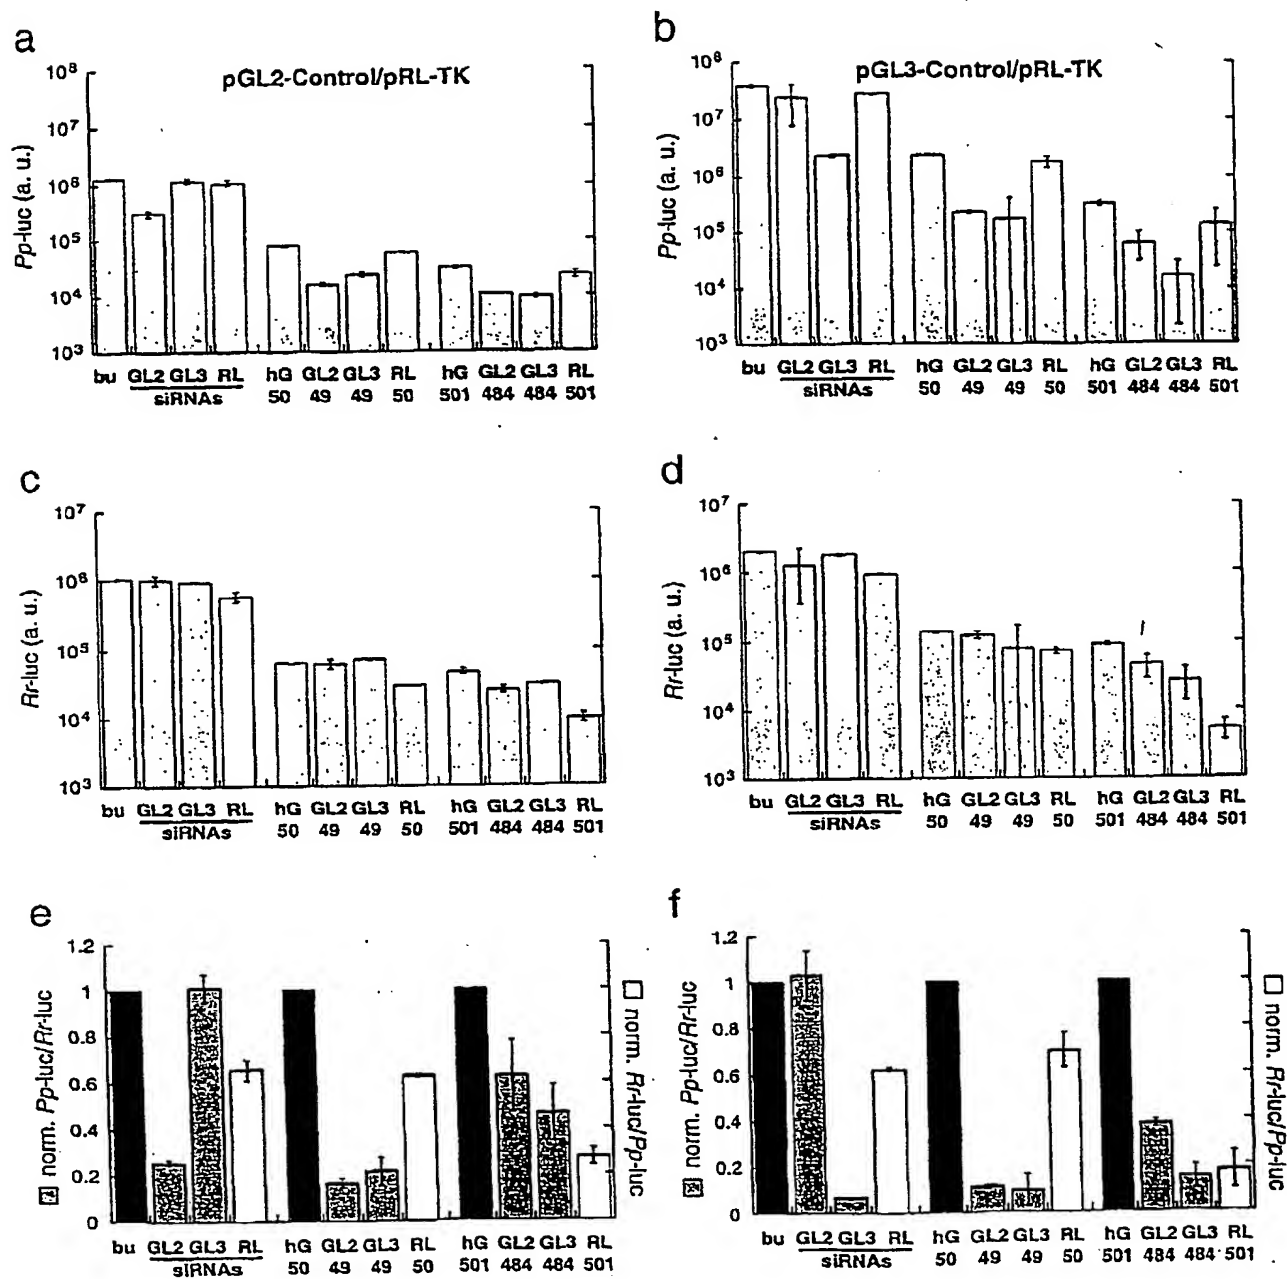 a
pGL2-Control/pRL-TK
Pp-luc (a. u.)
10⁸
10⁷
10⁶
10⁵
10⁴
10³
bu GL2 GL3 RL hG GL2 GL3 RL hG GL2 GL3 RL
siRNAs 50 49 49 50 501 484 484 501
b
pGL3-Control/pRL-TK
Pp-luc (a. u.)
10⁸
10⁷
10⁶
10⁵
10⁴
10³
bu GL2 GL3 RL hG GL2 GL3 RL hG GL2 GL3 RL
siRNAs 50 49 49 50 501 484 484 501
c
Rr-luc (a. u.)
10⁷
10⁶
10⁵
10⁴
10³
bu GL2 GL3 RL hG GL2 GL3 RL hG GL2 GL3 RL
siRNAs 50 49 49 50 501 484 484 501
d
Rr-luc (a. u.)
10⁷
10⁶
10⁵
10⁴
10³
bu GL2 GL3 RL hG GL2 GL3 RL hG GL2 GL3 RL
siRNAs 50 49 49 50 501 484 484 501
e
norm. Pp-luc/Rr-luc
1.2
1
0.8
0.6
0.4
0.2
0
norm. Rr-luc/Pp-luc
bu GL2 GL3 RL hG GL2 GL3 RL hG GL2 GL3 RL
siRNAs 50 49 49 50 501 484 484 501
f
norm. Pp-luc/Rr-luc
1.2
1
0.8
0.6
0.4
0.2
0
norm. Rr-luc/Pp-luc
bu GL2 GL3 RL hG GL2 GL3 RL hG GL2 GL3 RL
siRNAs 50 49 49 50 501 484 484 501